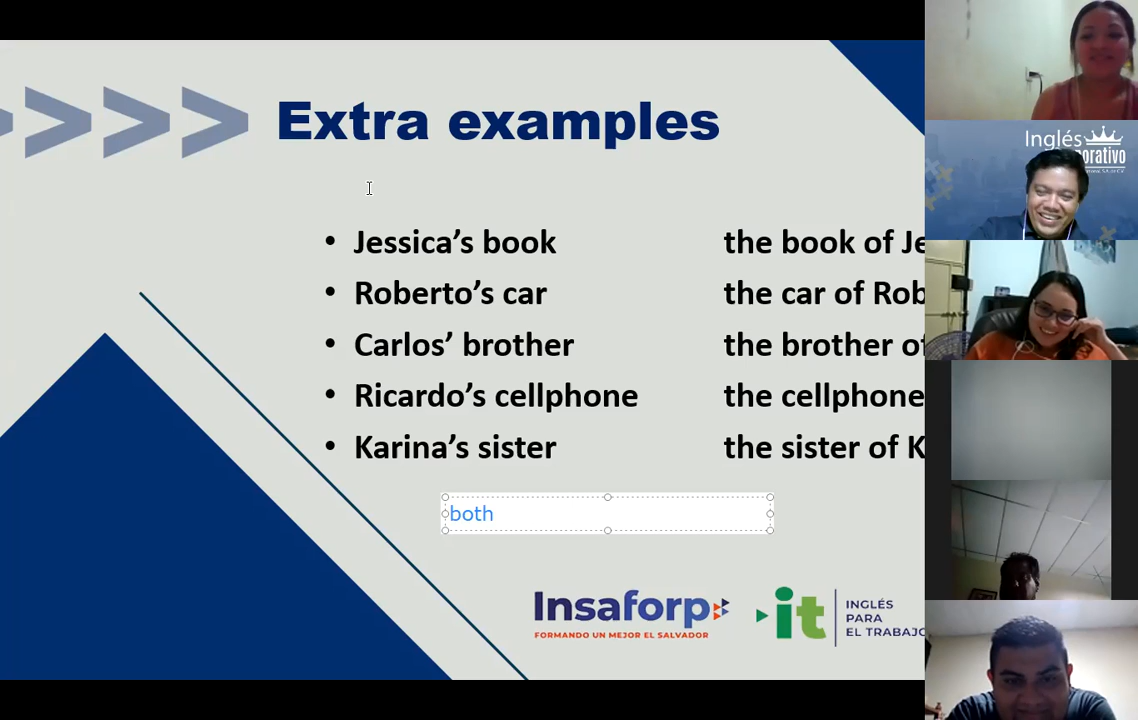 Extra examples
• Jessica’s book the book of Je
• Roberto’s car the car of Rob
• Carlos’ brother the brother of
• Ricardo’s cellphone the cellphone
• Karina’s sister the sister of K
both
Insaforp
FORMANDO UN MEJOR EL SALVADOR
it
INGLÉS
PARA
EL TRABAJO
Inglés
orativo